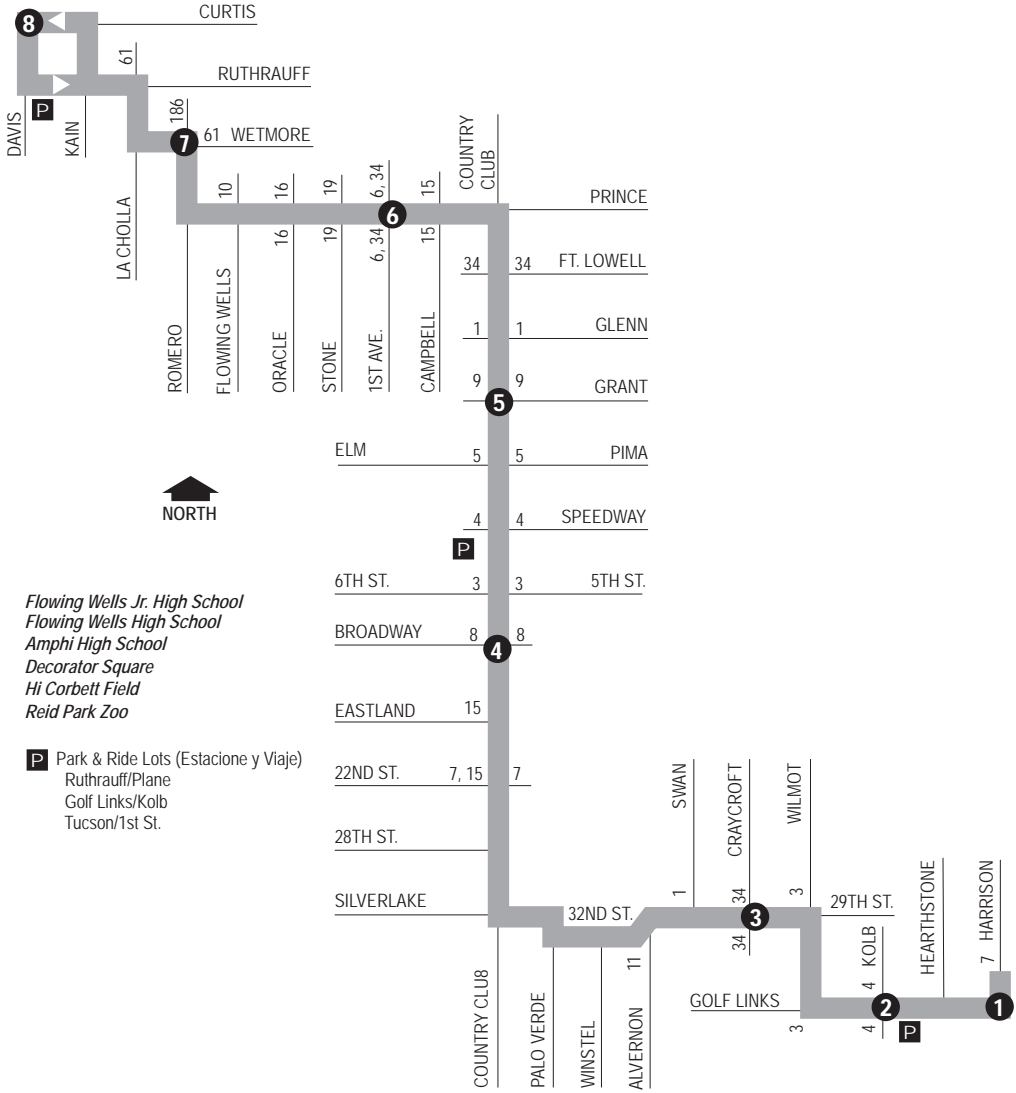 8
CURTIS
61
RUTHRAUFF
P
DAVIS
KAIN
186
7
61 WETMORE
LA CHOLLA
COUNTRY
CLUB
10
16
19
6, 34
15
PRINCE
6
16
19
6, 34
15
ROMERO
FLOWING WELLS
ORACLE
STONE
1ST AVE.
CAMPBELL
34 34 FT. LOWELL
1 1 GLENN
9 9 GRANT
5
ELM 5 5 PIMA
4 4 SPEEDWAY
P
NORTH
6TH ST. 3 3 5TH ST.
BROADWAY 8 8
4
EASTLAND 15
22ND ST. 7, 15 7
28TH ST.
SILVERLAKE
Flowing Wells Jr. High School
Flowing Wells High School
Amphi High School
Decorator Square
Hi Corbett Field
Reid Park Zoo
P Park & Ride Lots (Estacione y Viaje)
Ruthrauff/Plane
Golf Links/Kolb
Tucson/1st St.
SWAN
CRAYCROFT
WILMOT
1
34
3
32ND ST.
3
29TH ST.
34
11
COUNTRY CLU8
PALO VERDE
WINSTEL
ALVERNON
GOLF LINKS
3
4 KOLB
HEARTHSTONE
7 HARRISON
2
1
4
P